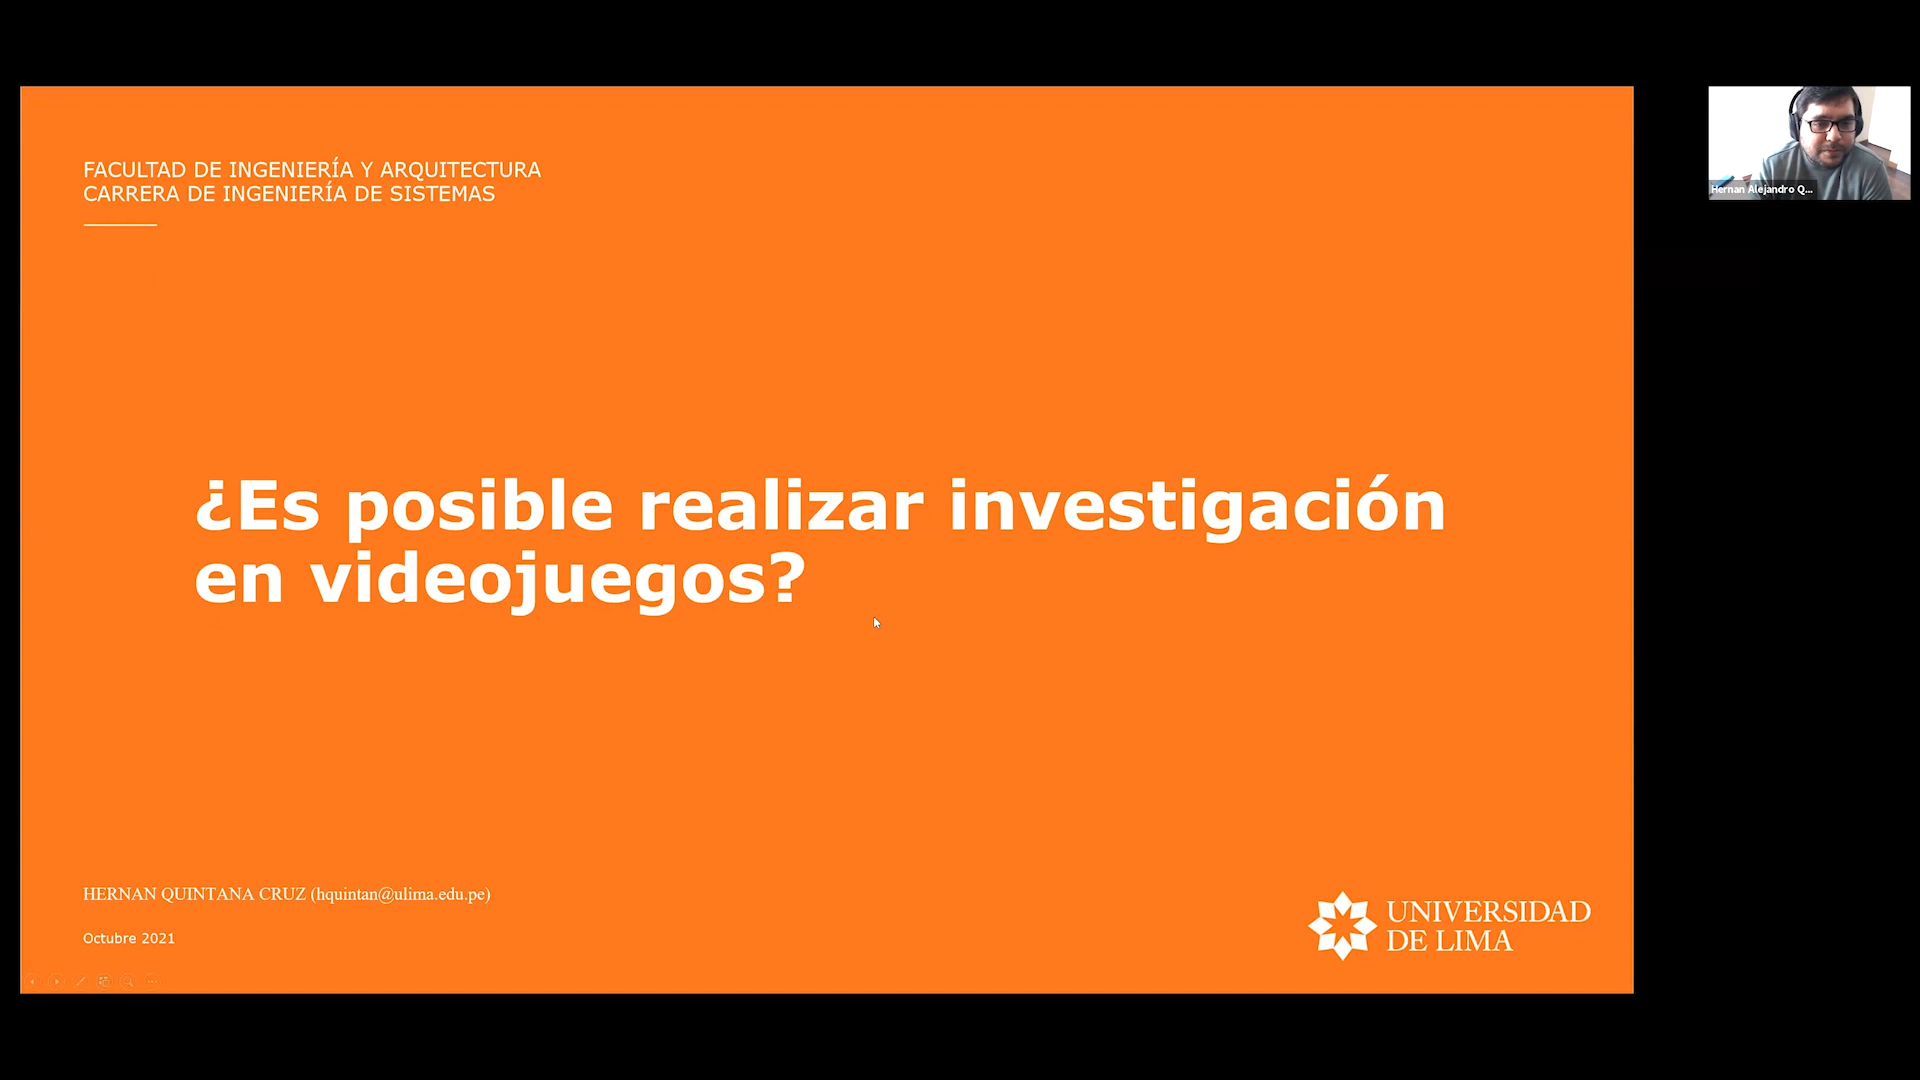 FACULTAD DE INGENIERÍA Y ARQUITECTURA
CARRERA DE INGENIERÍA DE SISTEMAS
¿Es posible realizar investigación
en videojuegos?
HERNAN QUINTANA CRUZ (hquintan@ulima.edu.pe)
Octubre 2021
UNIVERSIDAD
DE LIMA
Hernan Alejandro Q...